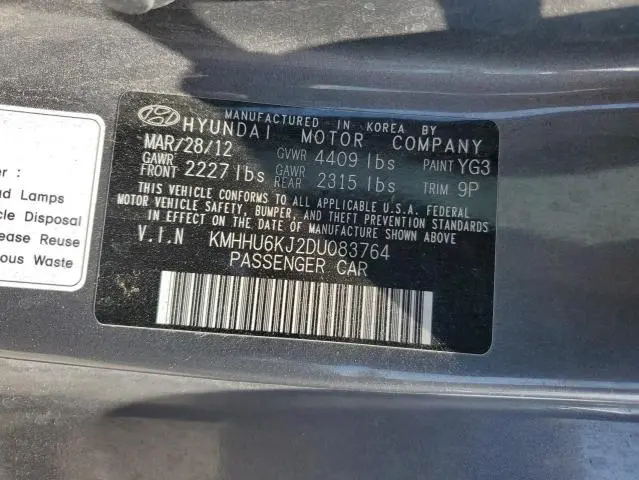 MANUFACTURED IN KOREA BY
HYUNDAI MOTOR COMPANY
MAR/28/12 GVWR 4409 lbs PAINT YG3
GAWR FRONT 2227 lbs GAWR REAR 2315 lbs TRIM 9P
THIS VEHICLE CONFORMS TO ALL APPLICABLE U.S.A. FEDERAL
MOTOR VEHICLE SAFETY, BUMPER, AND THEFT PREVENTION STANDARDS
IN EFFECT ON THE DATE OF MANUFACTURE SHOWN ABOVE.
V.I.N KMHHU6KJ2DU083764
PASSENGER CAR
r :
ad Lamps
cle Disposal
ease Reuse
ous Waste